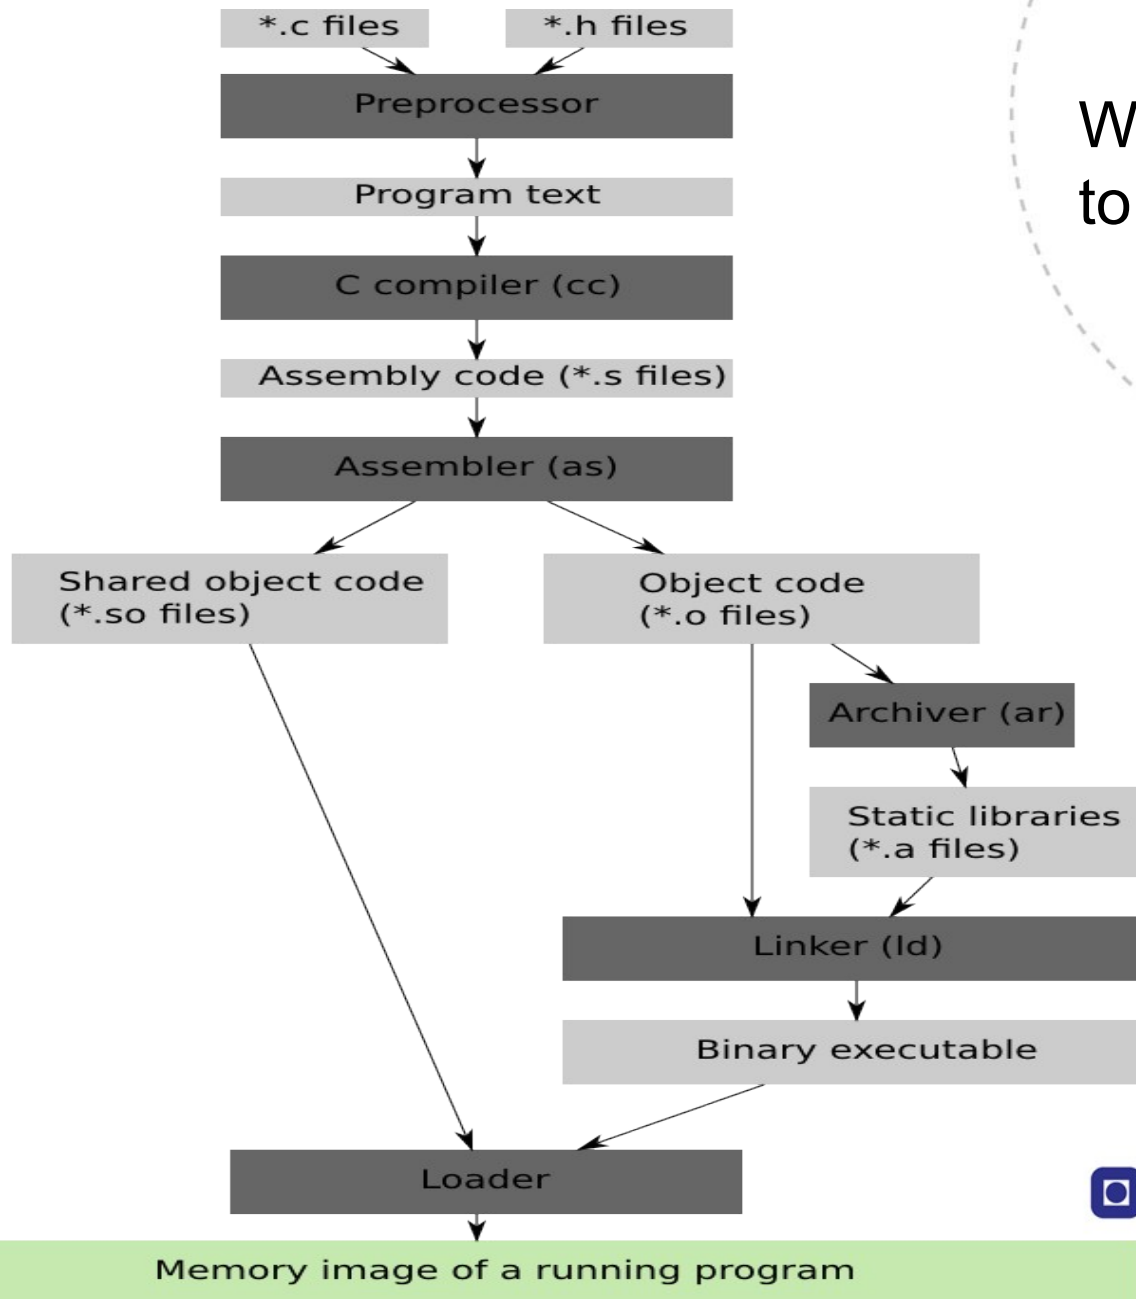 *.c files
*.h files
Preprocessor
Program text
C compiler (cc)
Assembly code (*.s files)
Assembler (as)
Shared object code
(*.so files)
Object code
(*.o files)
Archiver (ar)
Static libraries
(*.a files)
Linker (ld)
Binary executable
Loader
Memory image of a running program
W
to